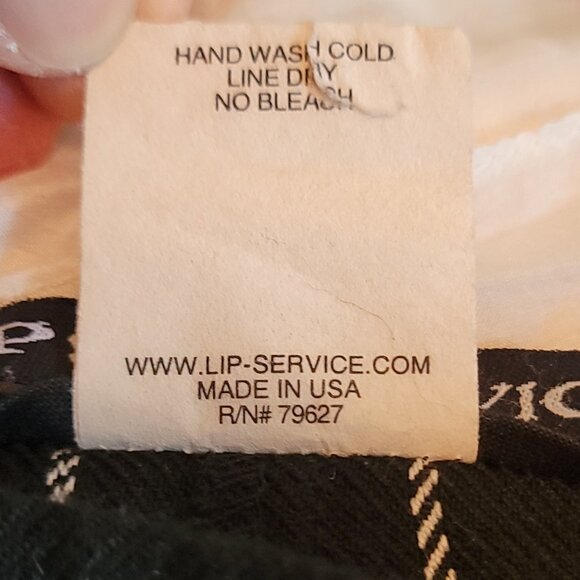 HAND WASH COLD
LINE DRY
NO BLEACH
WWW.LIP-SERVICE.COM
MADE IN USA
R/N# 79627